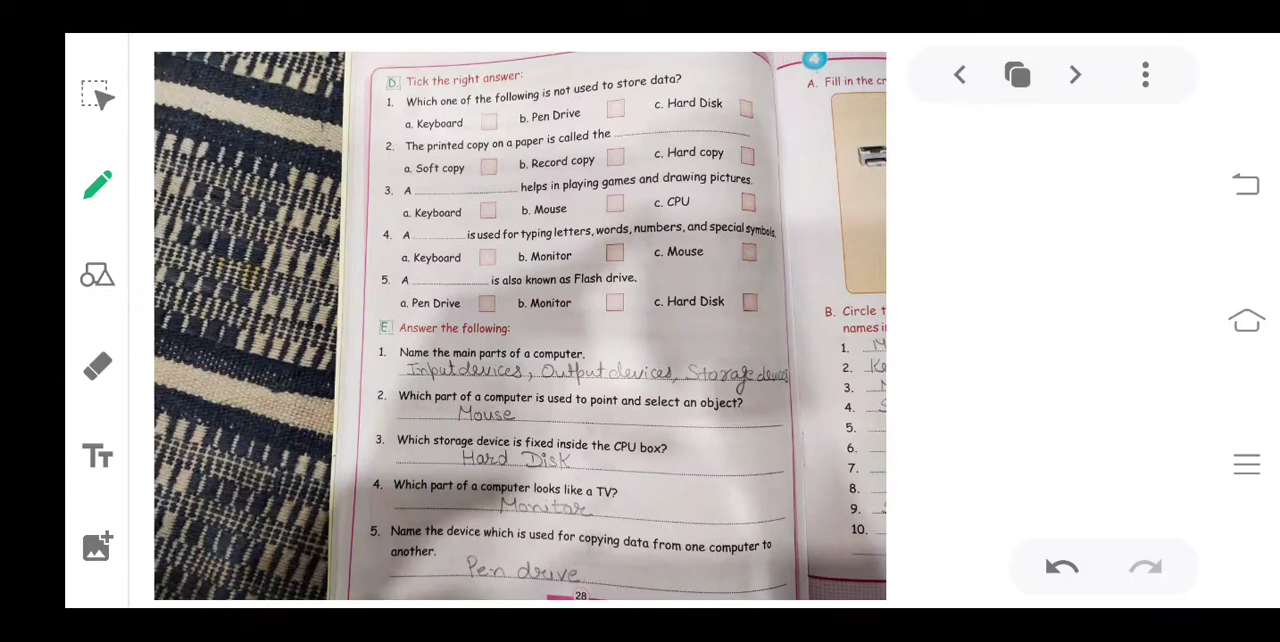 D. Tick the right answer:
1. Which one of the following is not used to store data?
a. Keyboard b. Pen Drive c. Hard Disk
2. The printed copy on a paper is called the
a. Soft copy b. Record copy c. Hard copy
3. A helps in playing games and drawing pictures.
a. Keyboard b. Mouse c. CPU
4. A is used for typing letters, words, numbers, and special symbols.
a. Keyboard b. Monitor c. Mouse
5. A is also known as Flash drive.
a. Pen Drive b. Monitor c. Hard Disk
E. Answer the following:
1. Name the main parts of a computer.
Input devices, Output devices, Storage devices
2. Which part of a computer is used to point and select an object?
Mouse
3. Which storage device is fixed inside the CPU box?
Hard Disk
4. Which part of a computer looks like a TV?
Monitor
5. Name the device which is used for copying data from one computer to
another.
Pen drive
28
4
A. Fill in the
B. Circle
names
1. M
2. Ke
3.
4. S
5.
6.
7.
8.
9.
10.
TT